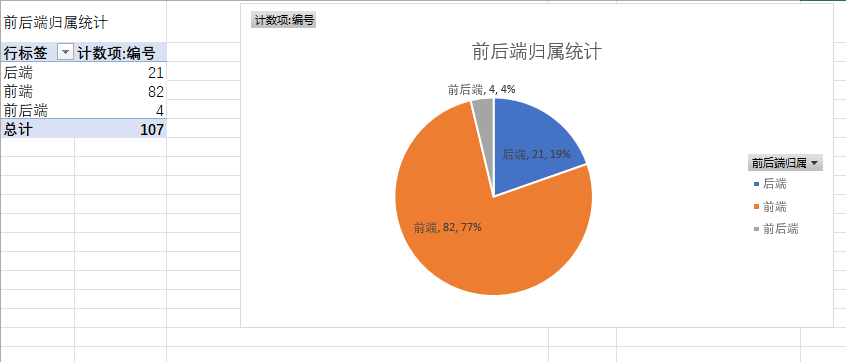 前后端归属统计
行标签 计数项:编号
后端 21
前端 82
前后端 4
总计 107
计数项:编号
前后端归属统计
前后端, 4, 4%
后端, 21, 19%
前端, 82, 77%
前后端归属
后端
前端
前后端